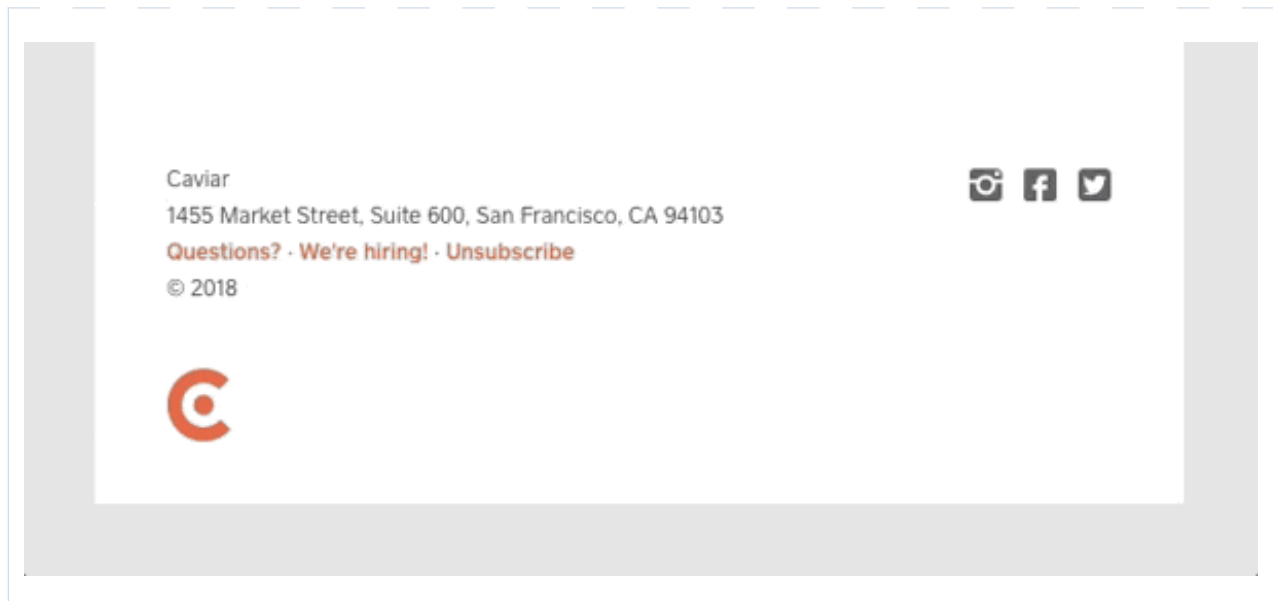 Caviar
1455 Market Street, Suite 600, San Francisco, CA 94103
Questions? · We're hiring! · Unsubscribe
© 2018